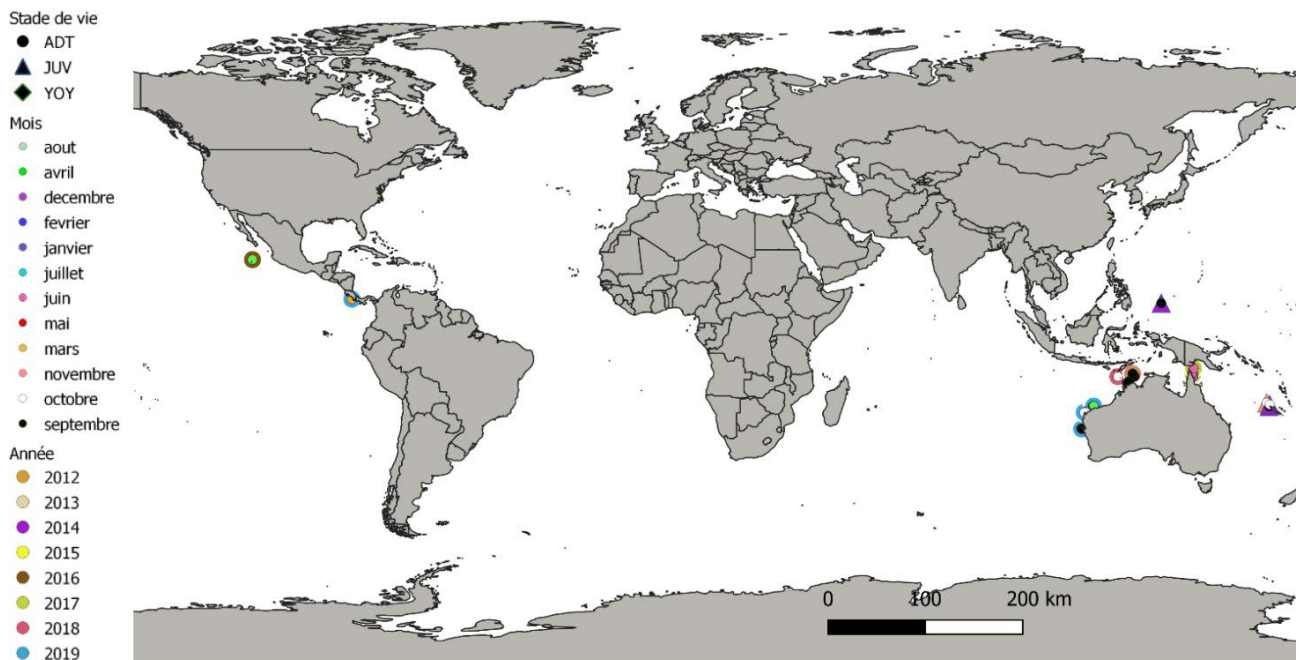 Stade de vie
ADT
JUV
YOY
Mois
aout
avril
decembre
fevrier
janvier
juillet
juin
mai
mars
novembre
octobre
septembre
Année
2012
2013
2014
2015
2016
2017
2018
2019
0 100 200 km